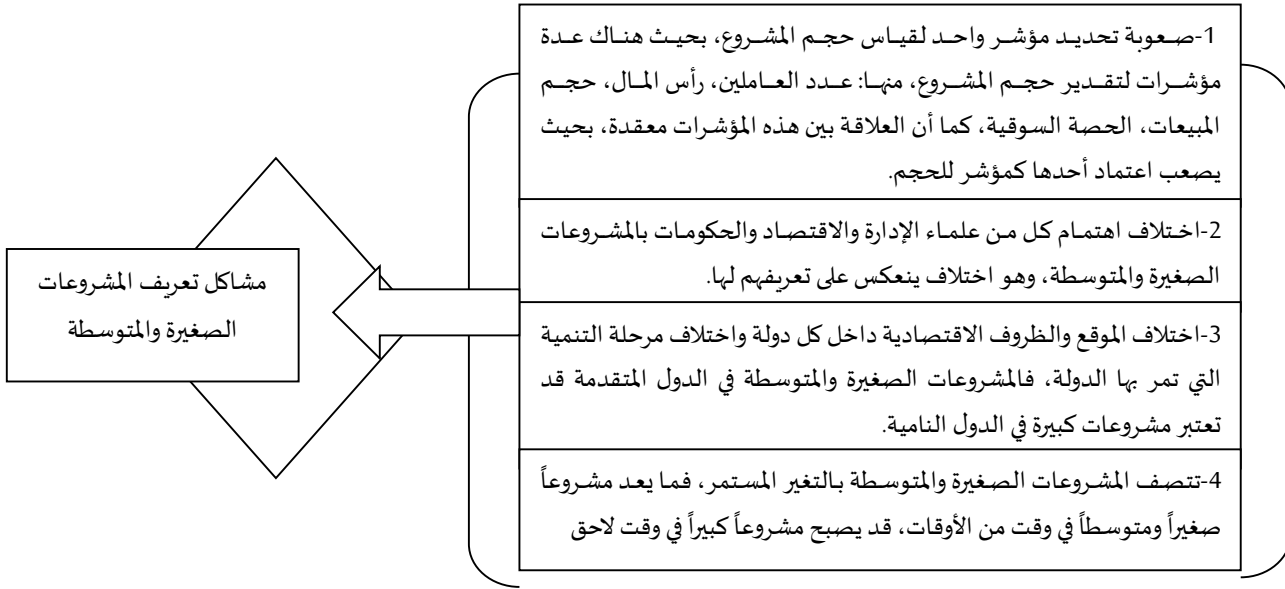 1-صعوبة تحديد مؤشر واحد لقياس حجم المشروع، بحيث هناك عدة
مؤشرات لتقدير حجم المشروع، منها: عدد العاملين، رأس المال، حجم
المبيعات، الحصة السوقية، كما أن العلاقة بين هذه المؤشرات معقدة، بحيث
يصعب اعتماد أحدها كمؤشر للحجم.
2-اختلاف اهتمام كل من علماء الإدارة والاقتصاد والحكومات بالمشروعات
الصغيرة والمتوسطة، وهو اختلاف ينعكس على تعريفهم لها.
3-اختلاف الموقع والظروف الاقتصادية داخل كل دولة واختلاف مرحلة التنمية
التي تمر بها الدولة، فالمشروعات الصغيرة والمتوسطة في الدول المتقدمة قد
تعتبر مشروعات كبيرة في الدول النامية.
4-تتصف المشروعات الصغيرة والمتوسطة بالتغير المستمر، فما يعد مشروعاً
صغيراً ومتوسطاً في وقت من الأوقات، قد يصبح مشروعاً كبيراً في وقت لاحق
مشاكل تعريف المشروعات
الصغيرة والمتوسطة